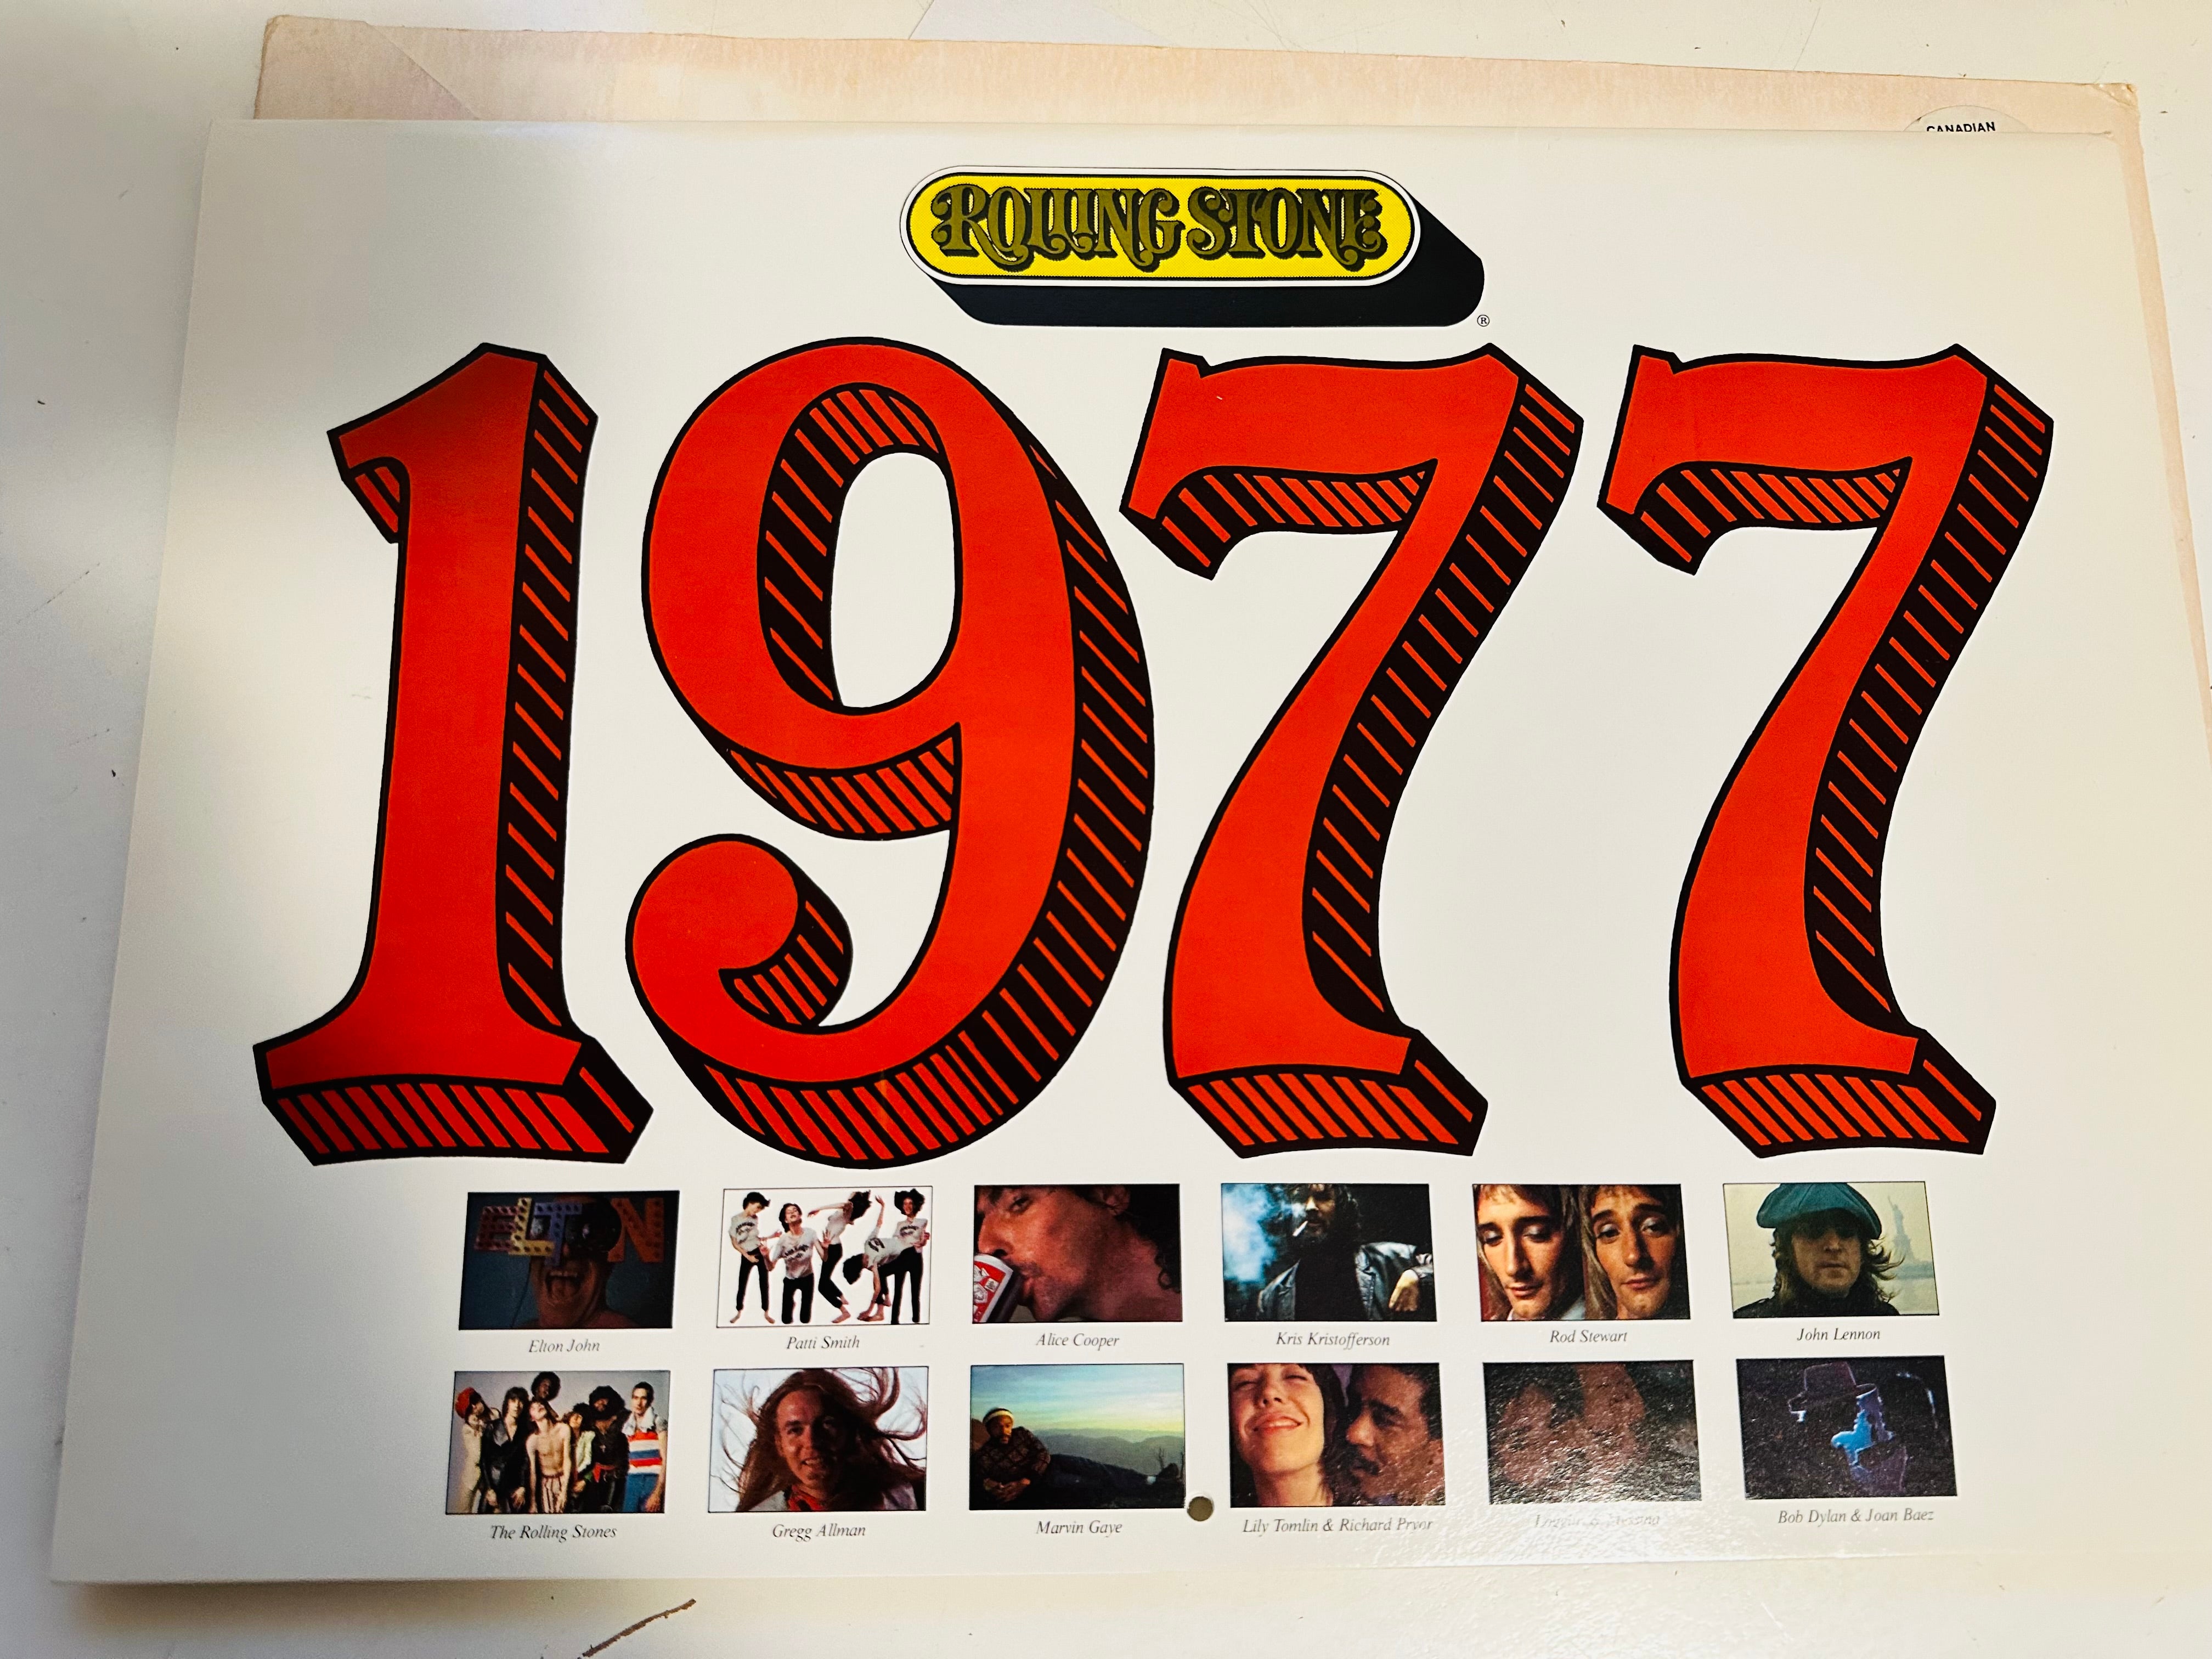 CANADIAN
ROLLING STONE
®
1977
ELTON
Elton John
Patti Smith
Alice Cooper
Kris Kristofferson
Rod Stewart
John Lennon
The Rolling Stones
Gregg Allman
Marvin Gaye
Lily Tomlin & Richard Pryor
Bob Dylan & Joan Baez